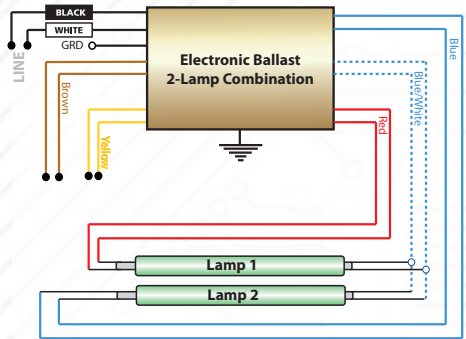 BLACK
WHITE
GRD
LINE
Electronic Ballast
2-Lamp Combination
Blue
Blue/White
Brown
Yellow
Red
Lamp 1
Lamp 2